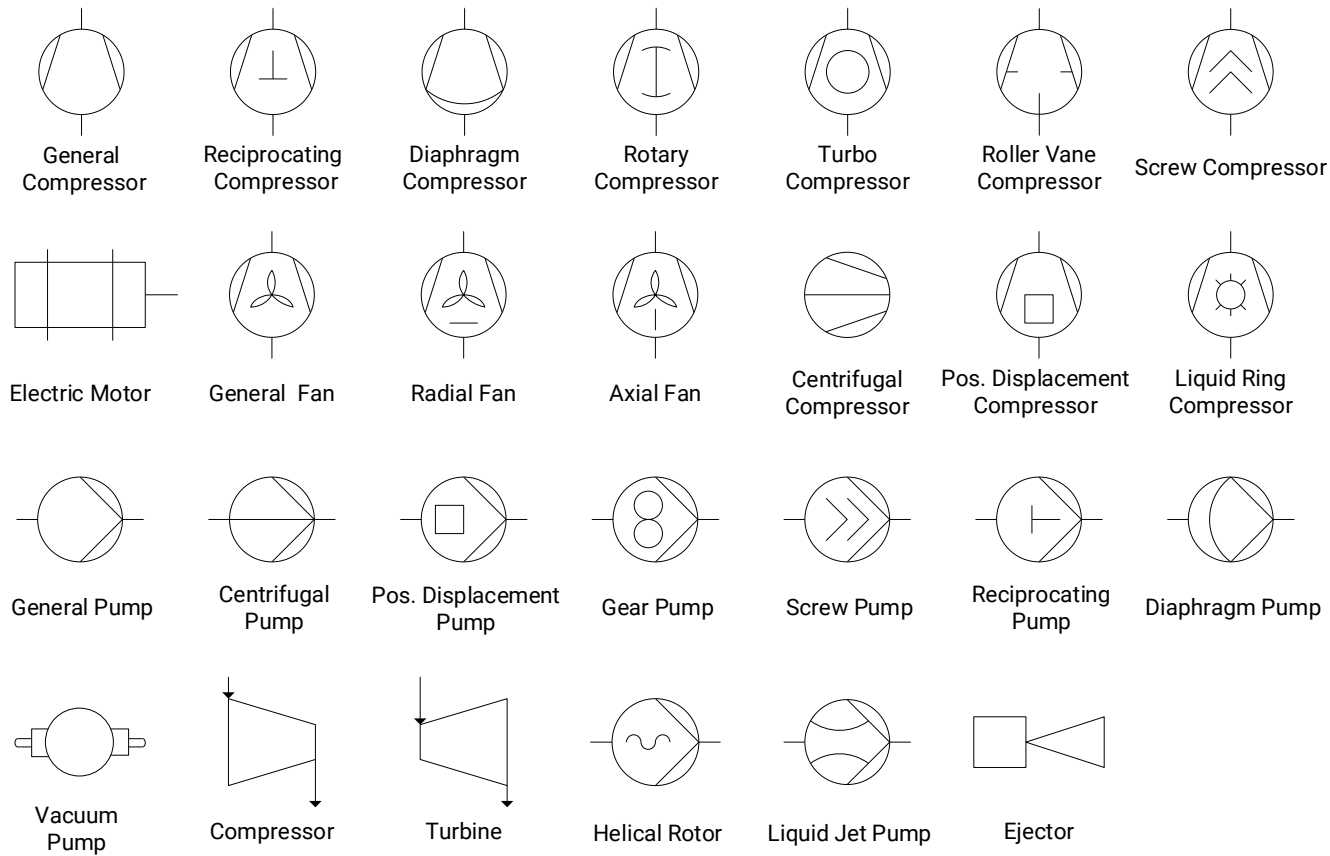 General
Compressor
Reciprocating
Compressor
Diaphragm
Compressor
Rotary
Compressor
Turbo
Compressor
Roller Vane
Compressor
Screw Compressor
Electric Motor
General  Fan
Radial Fan
Axial Fan
Centrifugal
Compressor
Pos. Displacement
Compressor
Liquid Ring
Compressor
General Pump
Centrifugal
Pump
Pos. Displacement
Pump
Gear Pump
Screw Pump
Reciprocating
Pump
Diaphragm Pump
Vacuum
Pump
Compressor
Turbine
Helical Rotor
Liquid Jet Pump
Ejector